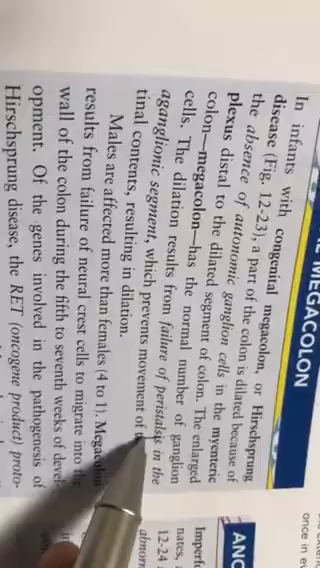 MEGACOLON
In infants with congenital megacolon, or Hirschsprung
disease (Fig. 12-23), a part of the colon is dilated because of
the absence of autonomic ganglion cells in the myenteric
plexus distal to the dilated segment of colon. The enlarged
colon—megacolon—has the normal number of ganglion
cells. The dilation results from failure of peristalsis in the
aganglionic segment, which prevents movement of
tinal contents, resulting in dilation.
Males are affected more than females (4 to 1). Megacolon
results from failure of neural crest cells to migrate into the
wall of the colon during the fifth to seventh weeks of devel-
opment. Of the genes involved in the pathogenesis of
Hirschsprung disease, the RET (oncogene product) proto-
once in
Imperf
nates,
12-24
abnorm